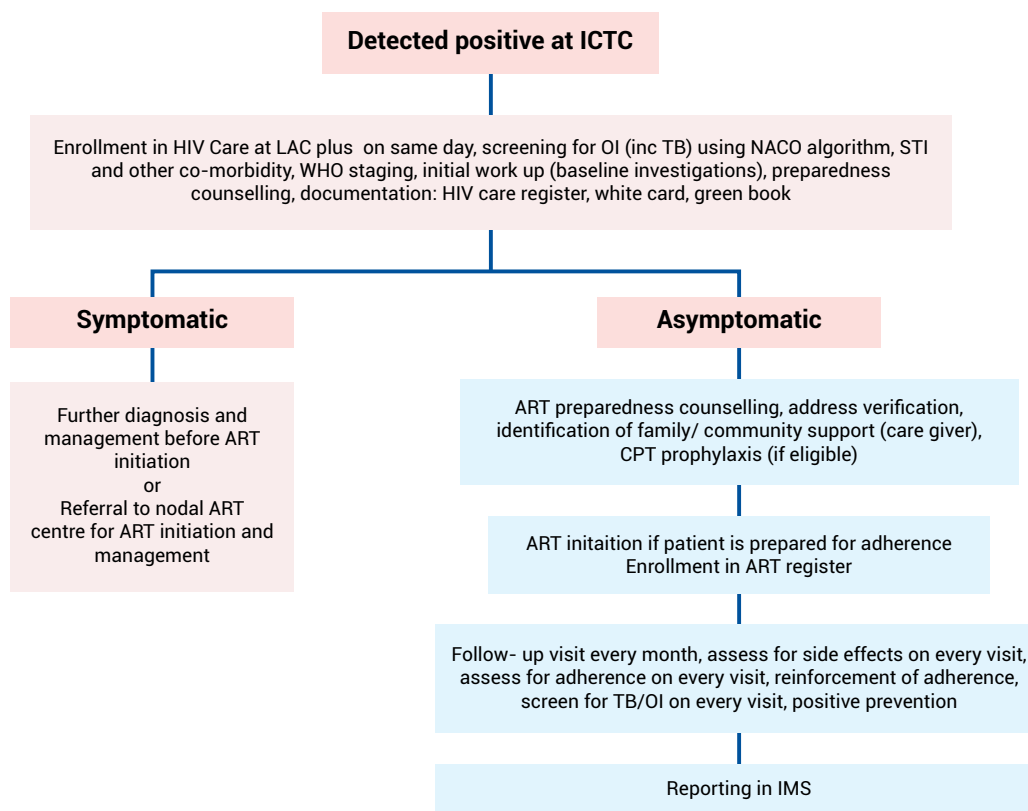 Detected positive at ICTC
Enrollment in HIV Care at LAC plus on same day, screening for OI (inc TB) using NACO algorithm, STI
and other co-morbidity, WHO staging, initial work up (baseline investigations), preparedness
counselling, documentation: HIV care register, white card, green book
Symptomatic
Asymptomatic
Further diagnosis and
management before ART
initiation
or
Referral to nodal ART
centre for ART initiation and
management
ART preparedness counselling, address verification,
identification of family/ community support (care giver),
CPT prophylaxis (if eligible)
ART initaition if patient is prepared for adherence
Enrollment in ART register
Follow- up visit every month, assess for side effects on every visit,
assess for adherence on every visit, reinforcement of adherence,
screen for TB/OI on every visit, positive prevention
Reporting in IMS